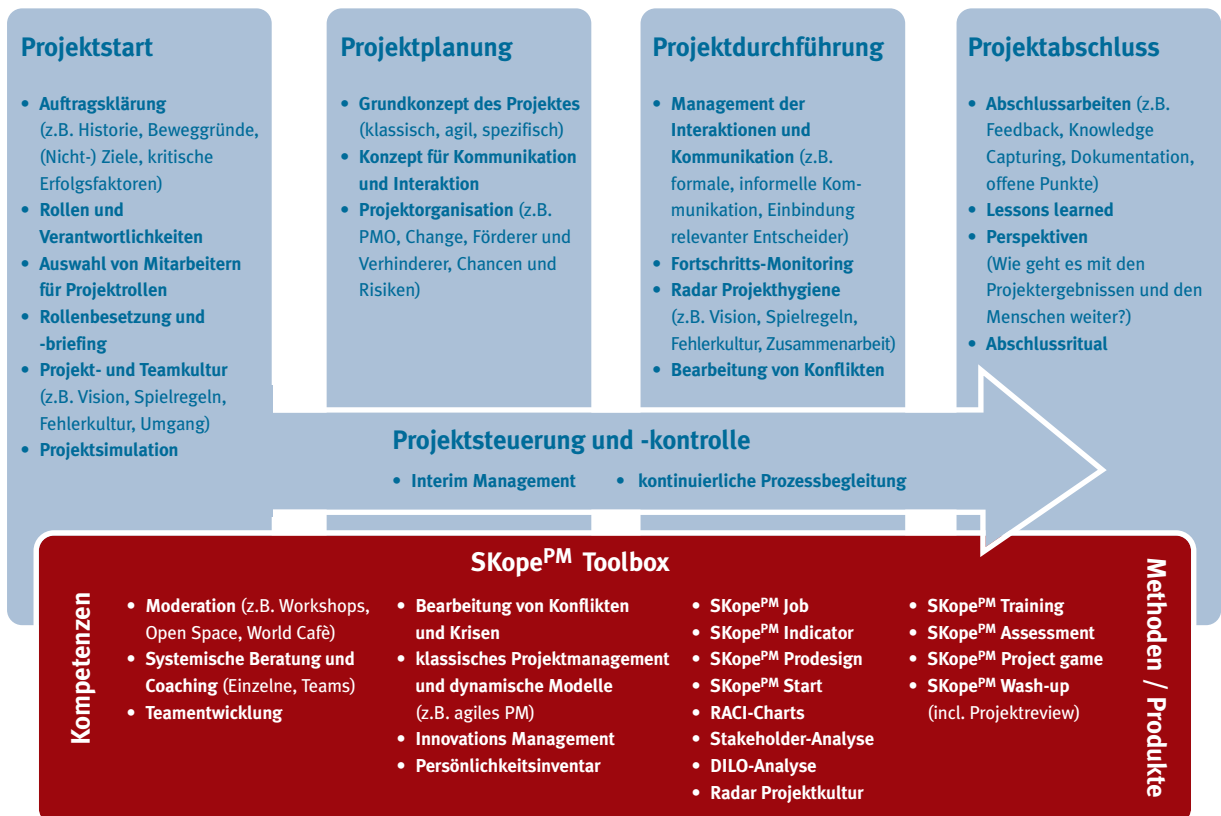 Projektstart
• Auftragsklärung
(z.B. Historie, Beweggründe,
(Nicht-) Ziele, kritische
Erfolgsfaktoren)
• Rollen und
Verantwortlichkeiten
• Auswahl von Mitarbeitern
für Projektrollen
• Rollenbesetzung und
-briefing
• Projekt- und Teamkultur
(z.B. Vision, Spielregeln,
Fehlerkultur, Umgang)
• Projektsimulation
Projektplanung
• Grundkonzept des Projektes
(klassisch, agil, spezifisch)
• Konzept für Kommunikation
und Interaktion
• Projektorganisation (z.B.
PMO, Change, Förderer und
Verhinderer, Chancen und
Risiken)
Projektdurchführung
• Management der
Interaktionen und
Kommunikation (z.B.
formale, informelle Kom-
munikation, Einbindung
relevanter Entscheider)
• Fortschritts-Monitoring
• Radar Projekthygiene
(z.B. Vision, Spielregeln,
Fehlerkultur, Zusammenarbeit)
• Bearbeitung von Konflikten
Projektabschluss
• Abschlussarbeiten (z.B.
Feedback, Knowledge
Capturing, Dokumentation,
offene Punkte)
• Lessons learned
• Perspektiven
(Wie geht es mit den
Projektergebnissen und den
Menschen weiter?)
• Abschlussritual
Projektsteuerung und -kontrolle
• Interim Management • kontinuierliche Prozessbegleitung
SKopePM Toolbox
Kompetenzen
• Moderation (z.B. Workshops,
Open Space, World Cafè)
• Systemische Beratung und
Coaching (Einzelne, Teams)
• Teamentwicklung
• Bearbeitung von Konflikten
und Krisen
• klassisches Projektmanagement
und dynamische Modelle
(z.B. agiles PM)
• Innovations Management
• Persönlichkeitsinventar
• SKopePM Job
• SKopePM Indicator
• SKopePM Prodesign
• SKopePM Start
• RACI-Charts
• Stakeholder-Analyse
• DILO-Analyse
• Radar Projektkultur
• SKopePM Training
• SKopePM Assessment
• SKopePM Project game
• SKopePM Wash-up
(incl. Projektreview)
Methoden / Produkte